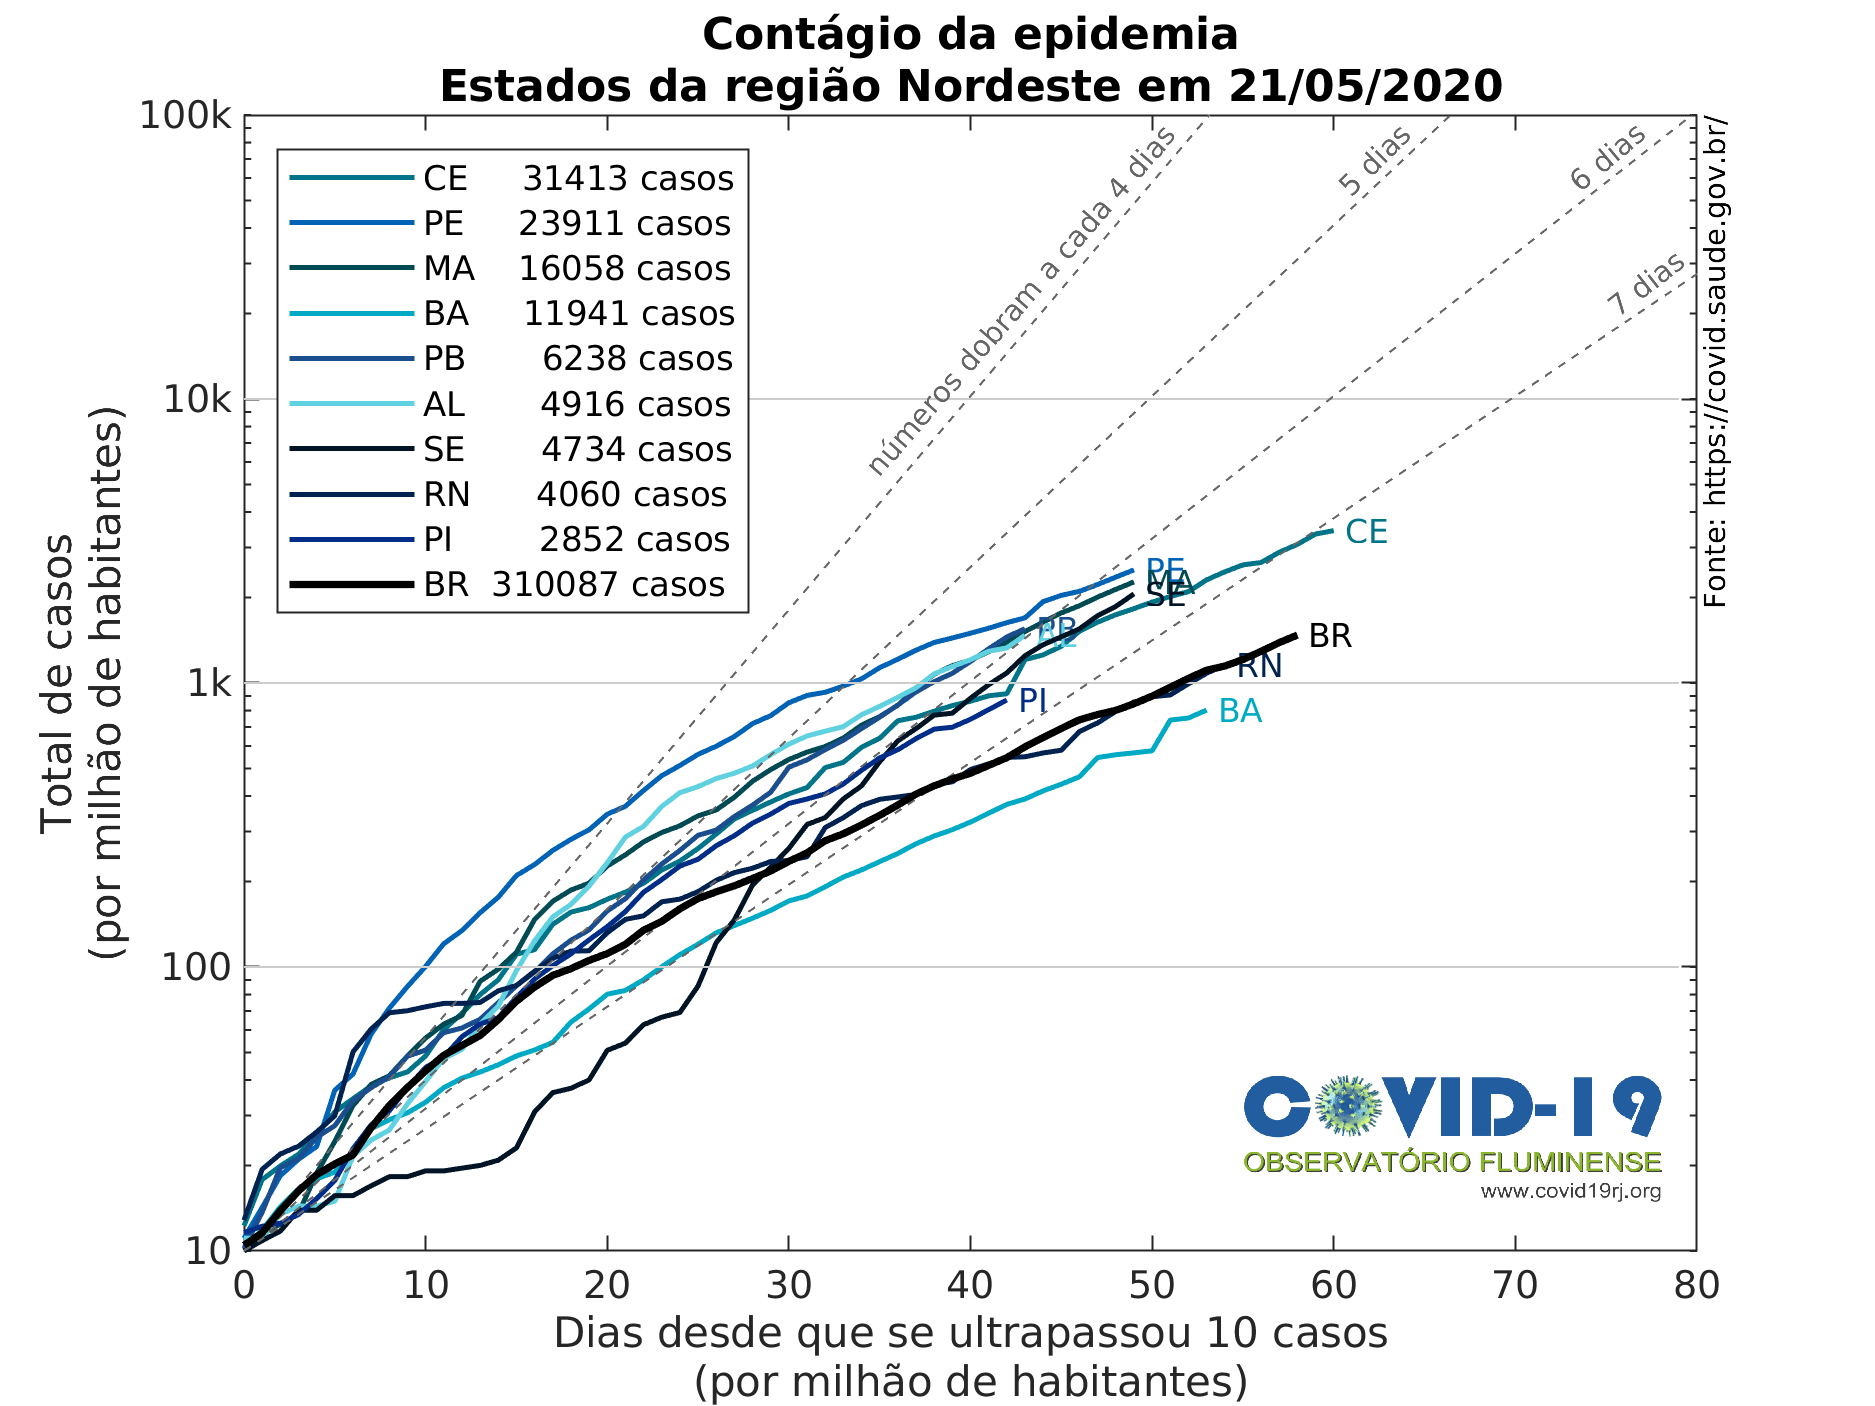 Contágio da epidemia
Estados da região Nordeste em 21/05/2020
100k
10k
1k
100
10
Total de casos
(por milhão de habitantes)
CE 31413 casos
PE 23911 casos
MA 16058 casos
BA 11941 casos
PB 6238 casos
AL 4916 casos
SE 4734 casos
RN 4060 casos
PI 2852 casos
BR 310087 casos
números dobram a cada 4 dias
5 dias
6 dias
7 dias
CE
PE
MA
SE
PB
AL
BR
RN
PI
BA
Fonte: https://covid.saude.gov.br/
COVID-19
OBSERVATÓRIO FLUMINENSE
www.covid19rj.org
0 10 20 30 40 50 60 70 80
Dias desde que se ultrapassou 10 casos
(por milhão de habitantes)